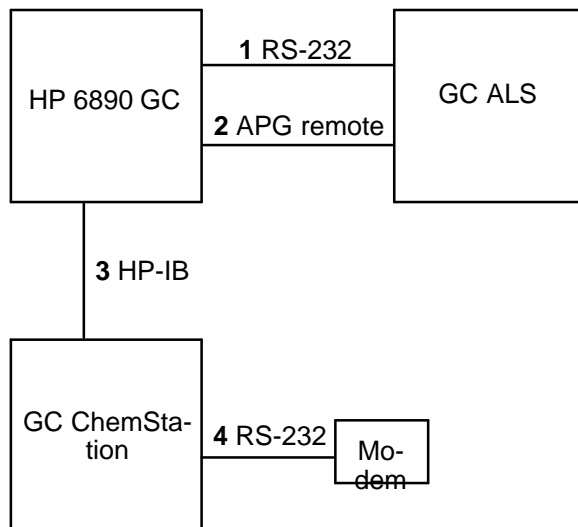 1 RS-232
HP 6890 GC
GC ALS
2 APG remote
3 HP-IB
GC ChemSta-
tion
4 RS-232
Mo-
dem